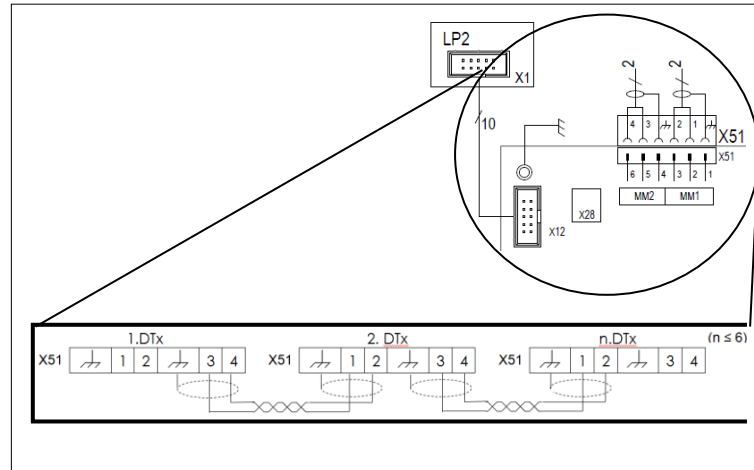 LP2
X1
10
2 2
4 3 2 1
X51
X51
6 5 4 3 2 1
MM2 MM1
X28
X12
1.DTx 2. DTx n.DTx (n ≤ 6)
X51 1 2 3 4 X51 1 2 3 4 X51 1 2 3 4